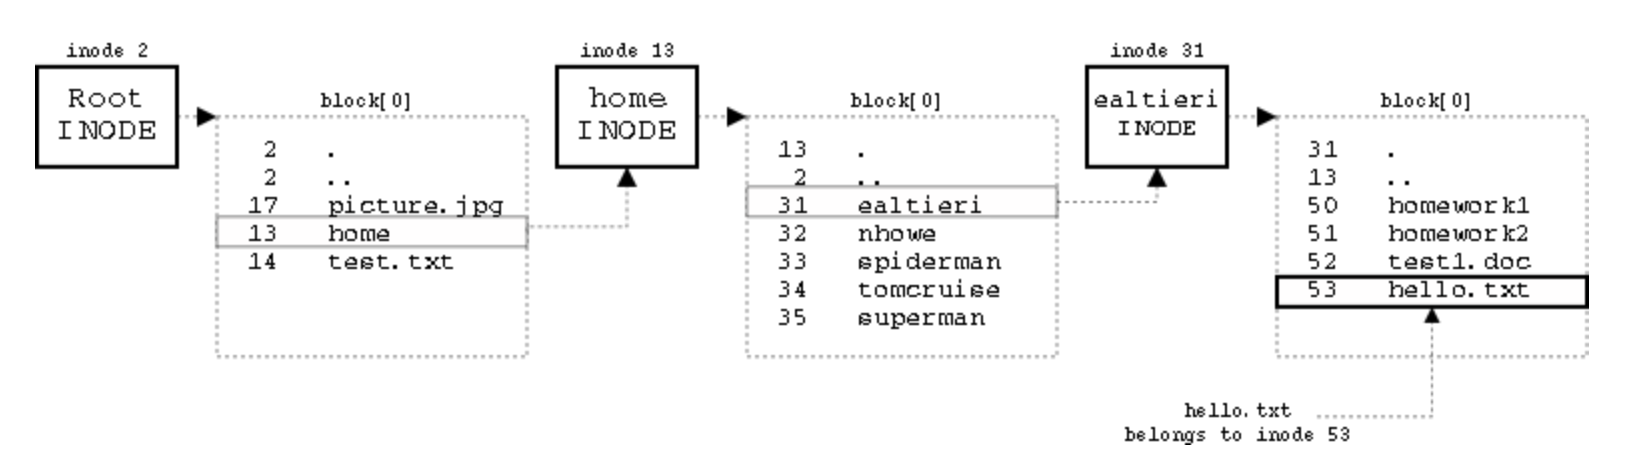 inode 2
Root
INODE
block[0]
2 .
2 ..
17 picture.jpg
13 home
14 test.txt
inode 13
home
INODE
block[0]
13 .
2 ..
31 ealtieri
32 nhowe
33 spiderman
34 tomcruise
35 superman
inode 31
ealtieri
INODE
block[0]
31 .
13 ..
50 homework1
51 homework2
52 test1.doc
53 hello.txt
hello.txt
belongs to inode 53